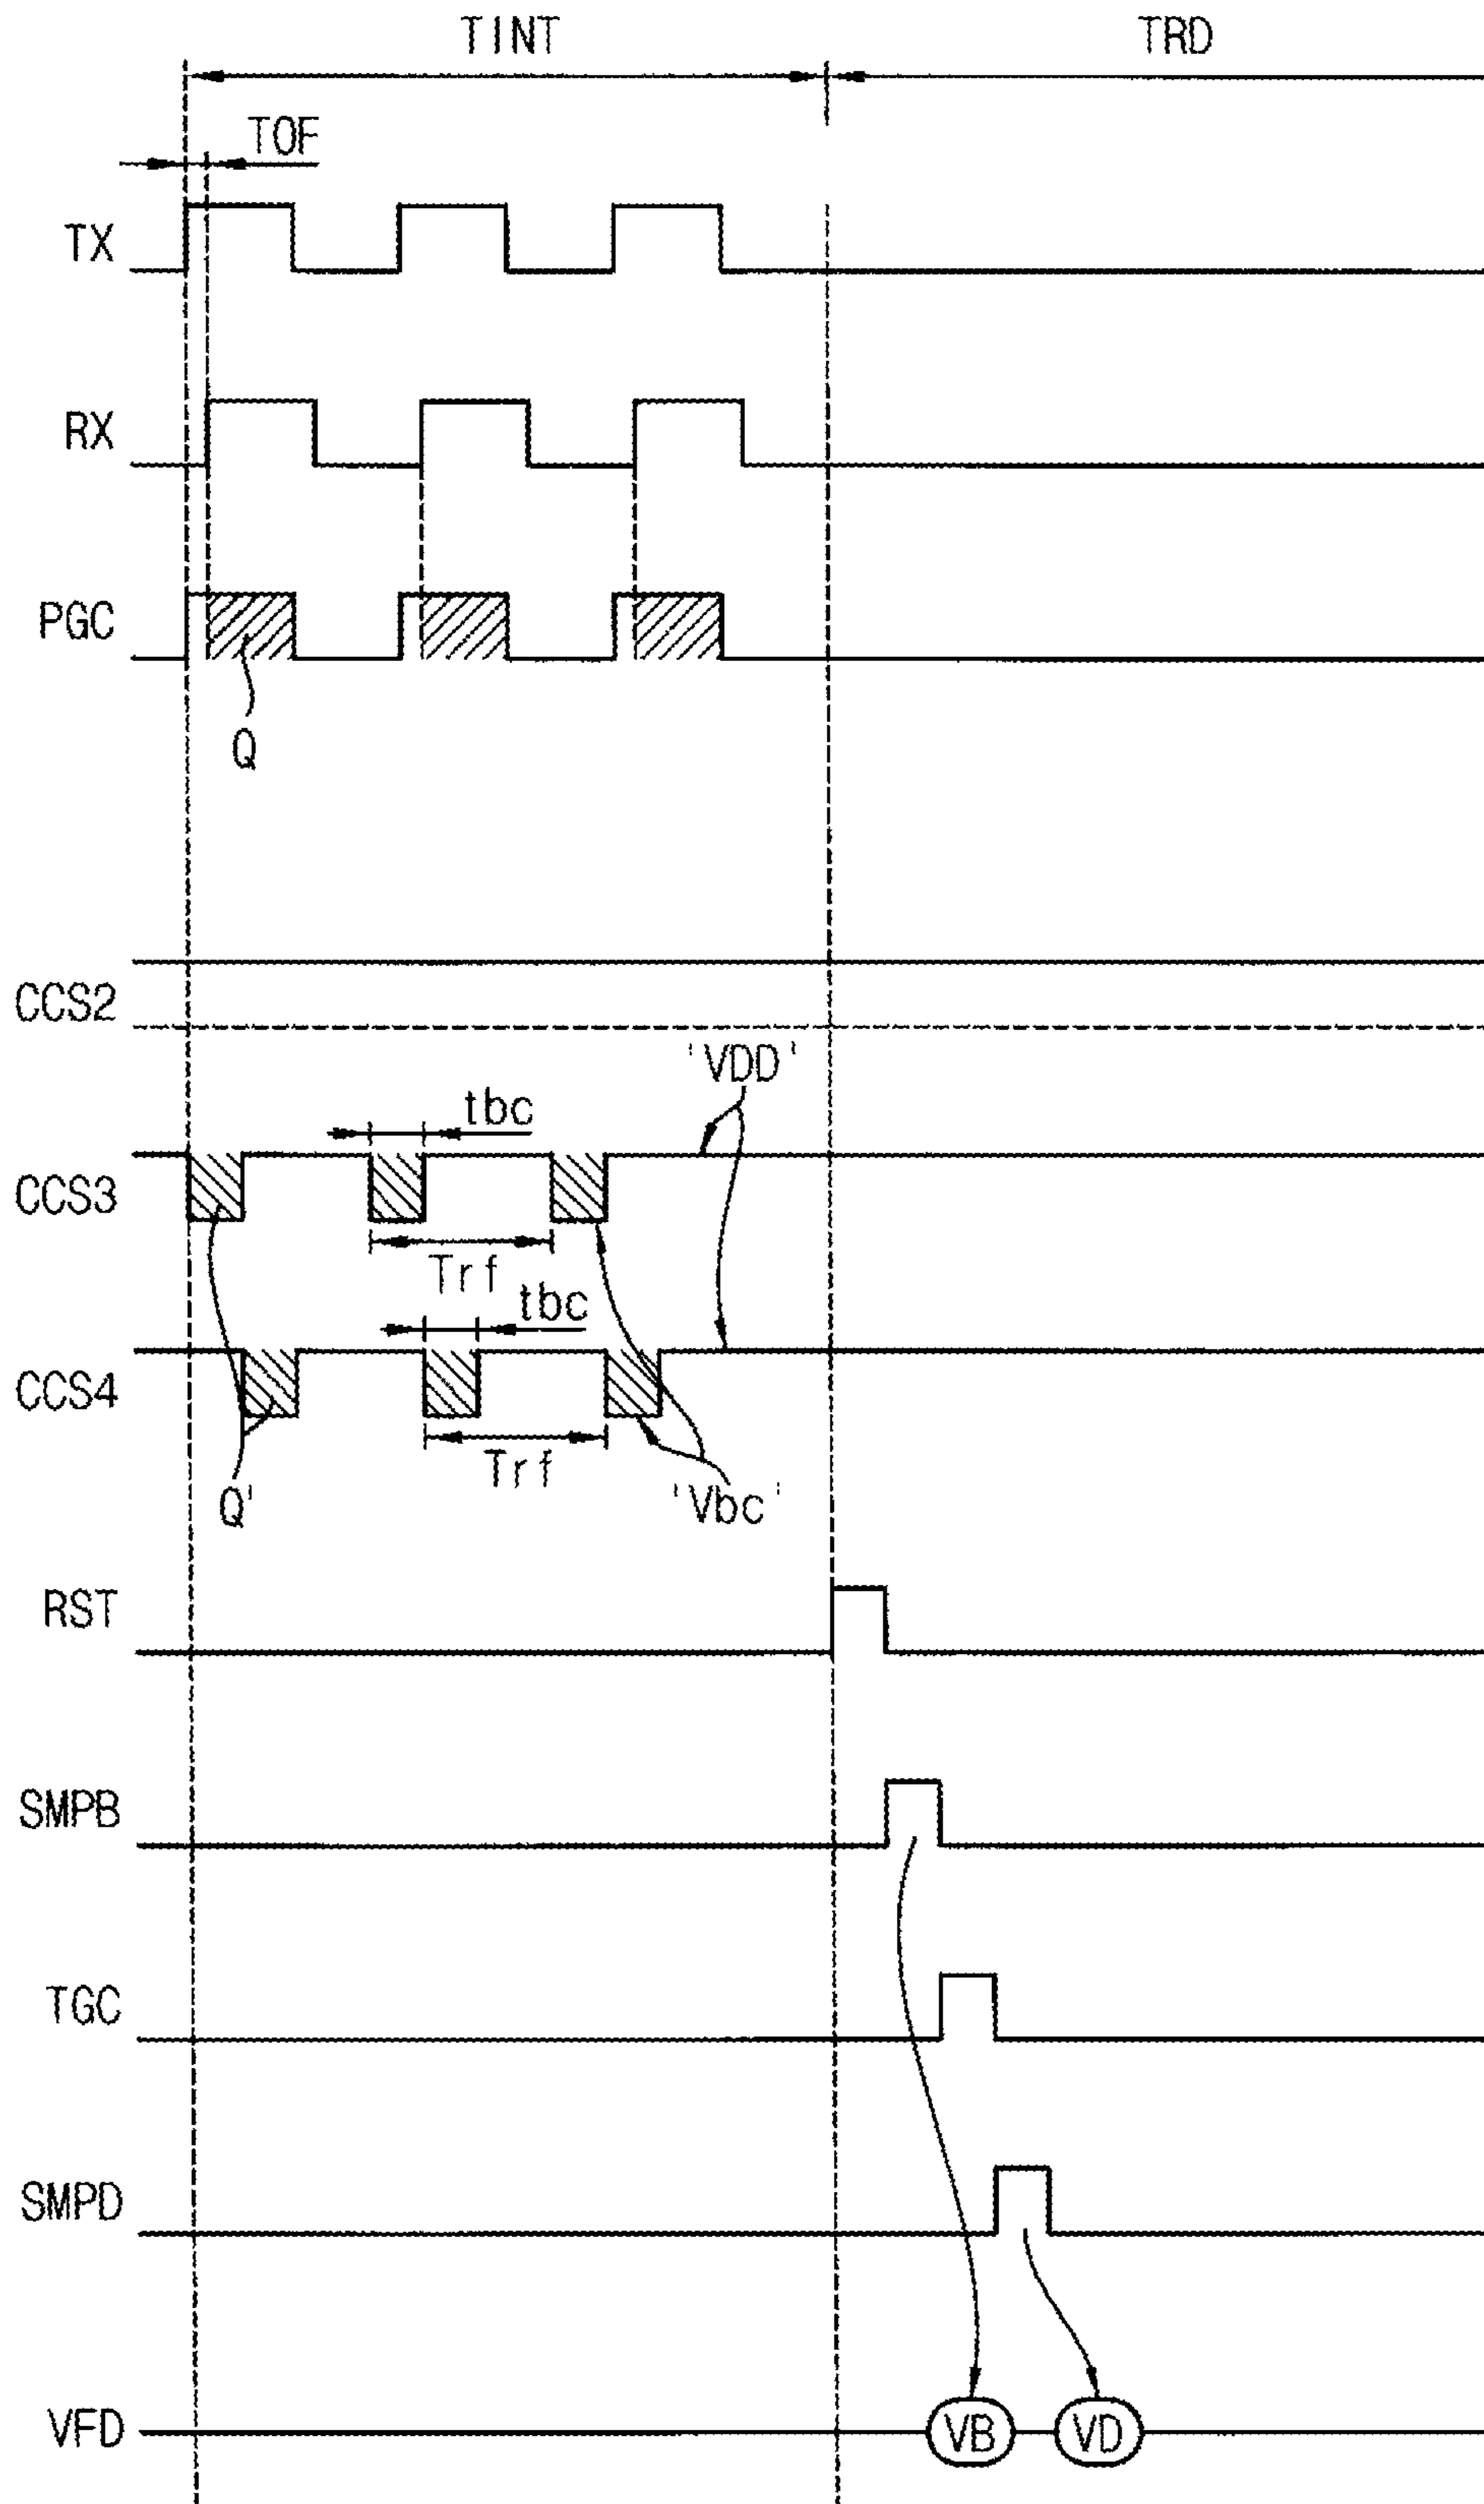 TINT TRD
TOF
TX
RX
PGC
Q
CCS2
'VDD'
tbc
CCS3
Trf
tbc
CCS4
Trf
Q'
'Vbc'
RST
SMPB
TGC
SMPD
VFD VB VD